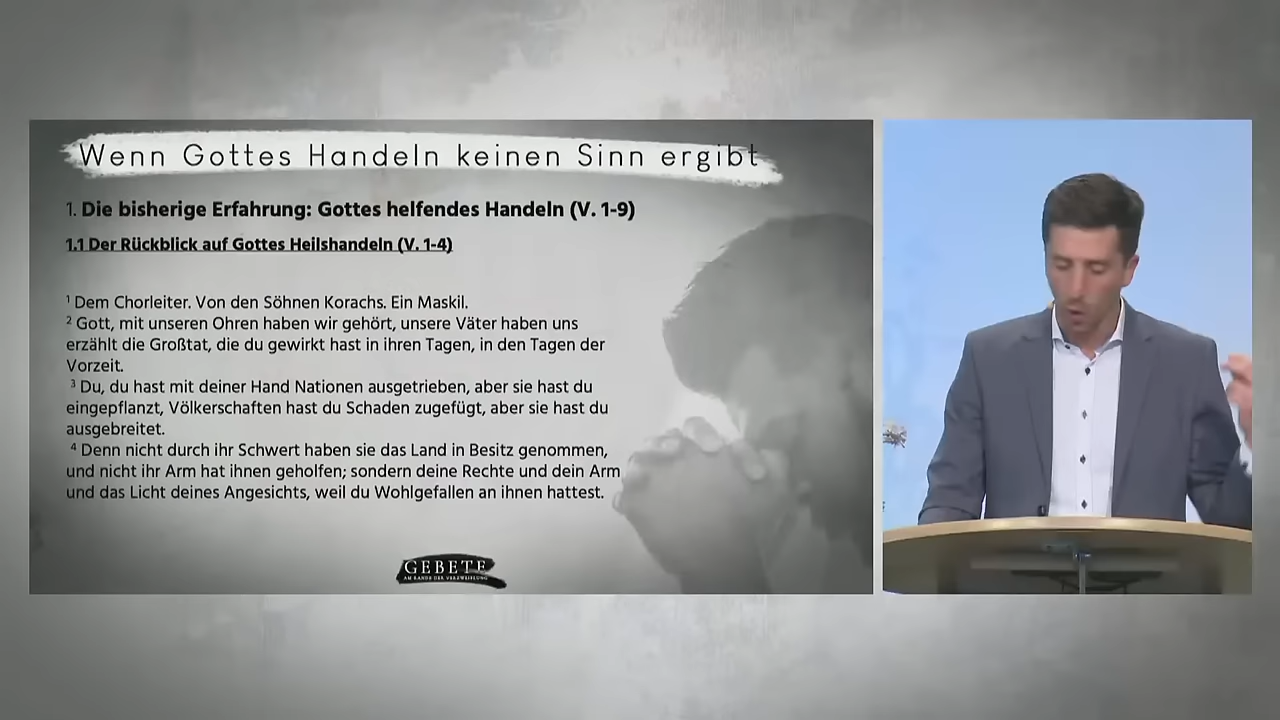 Wenn Gottes Handeln keinen Sinn ergibt
1. Die bisherige Erfahrung: Gottes helfendes Handeln (V. 1-9)
1.1 Der Rückblick auf Gottes Heilshandeln (V. 1-4)
¹ Dem Chorleiter. Von den Söhnen Korachs. Ein Maskil.
² Gott, mit unseren Ohren haben wir gehört, unsere Väter haben uns
erzählt die Großtat, die du gewirkt hast in ihren Tagen, in den Tagen der
Vorzeit.
³ Du, du hast mit deiner Hand Nationen ausgetrieben, aber sie hast du
eingepflanzt, Völkerschaften hast du Schaden zugefügt, aber sie hast du
ausgebreitet.
⁴ Denn nicht durch ihr Schwert haben sie das Land in Besitz genommen,
und nicht ihr Arm hat ihnen geholfen; sondern deine Rechte und dein Arm
und das Licht deines Angesichts, weil du Wohlgefallen an ihnen hattest.
GEBETE
AM RANDE DER VERZWEIFLUNG